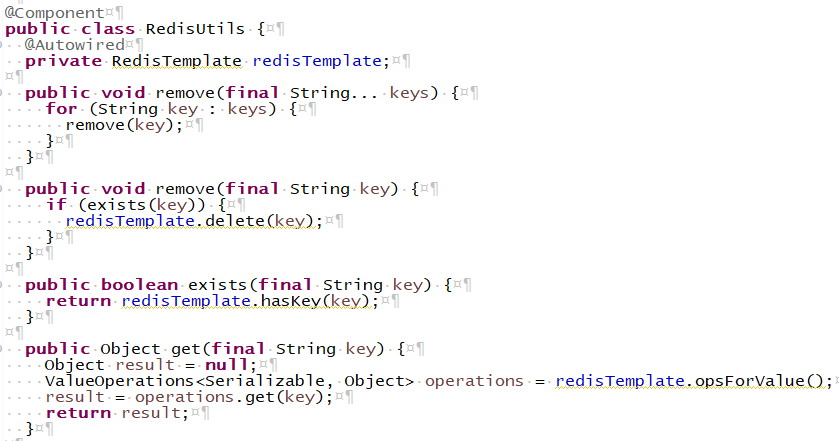 @Component
public class RedisUtils {
  @Autowired
  private RedisTemplate redisTemplate;

  public void remove(final String... keys) {
    for (String key : keys) {
      remove(key);
    }
  }

  public void remove(final String key) {
    if (exists(key)) {
      redisTemplate.delete(key);
    }
  }

  public boolean exists(final String key) {
    return redisTemplate.hasKey(key);
  }

  public Object get(final String key) {
    Object result = null;
    ValueOperations<Serializable, Object> operations = redisTemplate.opsForValue();
    result = operations.get(key);
    return result;
  }